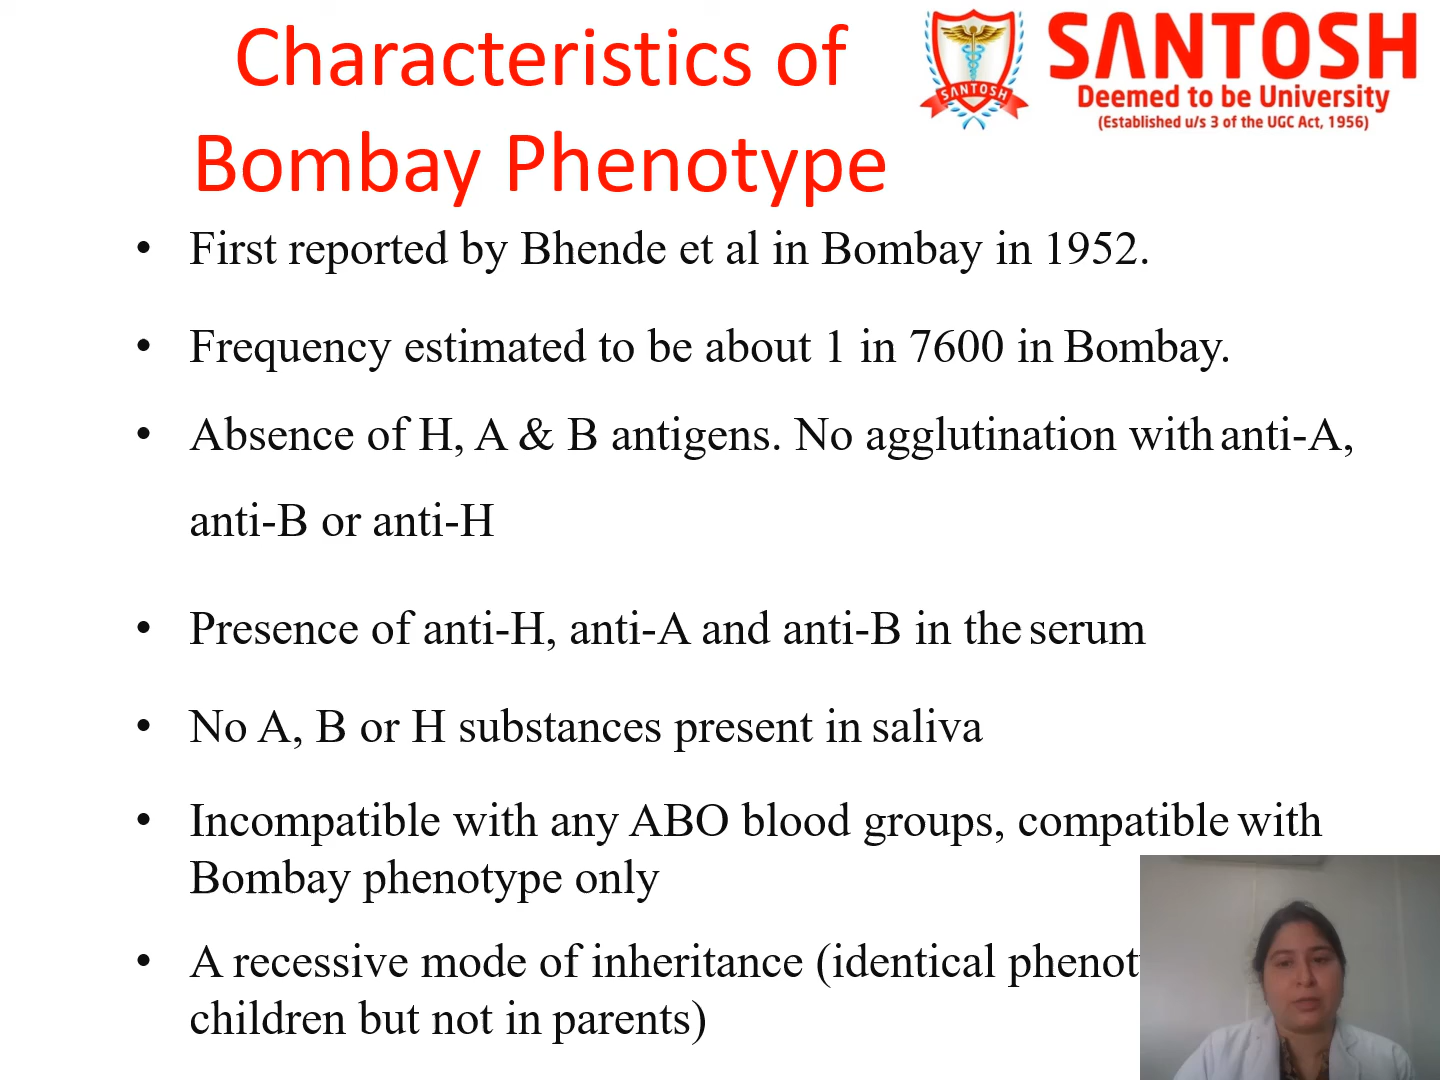 Characteristics of
Bombay Phenotype
SANTOSH
SANTOSH
Deemed to be University
(Established u/s 3 of the UGC Act, 1956)
• First reported by Bhende et al in Bombay in 1952.
• Frequency estimated to be about 1 in 7600 in Bombay.
• Absence of H, A & B antigens. No agglutination with anti-A,
anti-B or anti-H
• Presence of anti-H, anti-A and anti-B in the serum
• No A, B or H substances present in saliva
• Incompatible with any ABO blood groups, compatible with
Bombay phenotype only
• A recessive mode of inheritance (identical
children but not in parents)